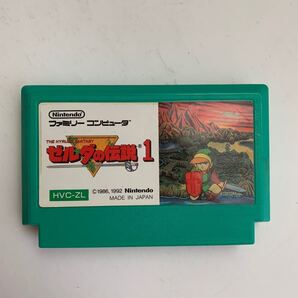 Nintendo
ファミリー コンピュータ
THE HYRULE FANTASY
ゼルダの伝説1
HVC-ZL
©1986,1992 Nintendo
MADE IN JAPAN